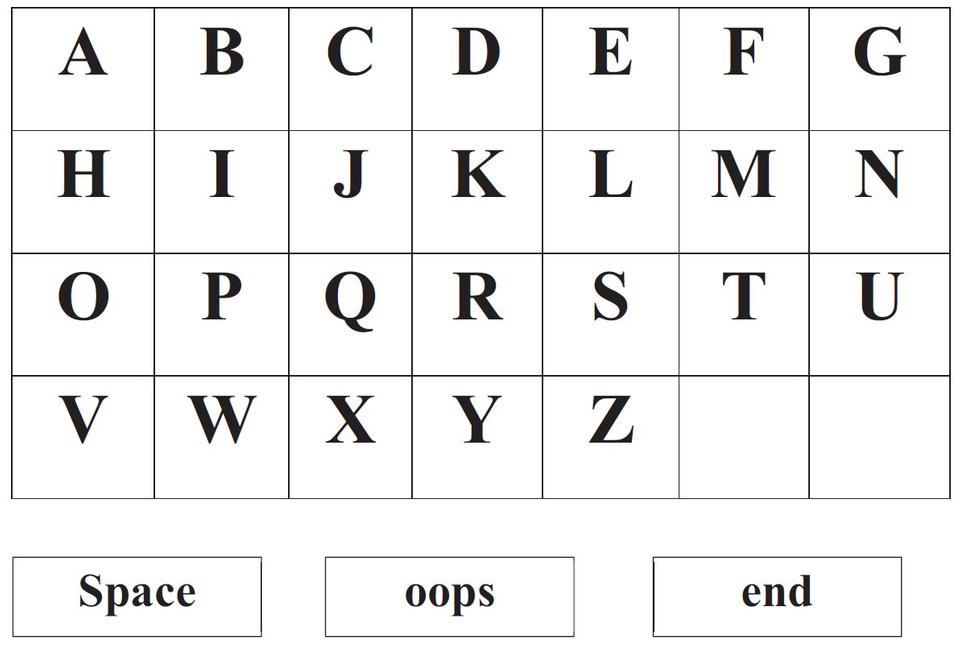 A B C D E F G
H I J K L M N
O P Q R S T U
V W X Y Z
Space oops end